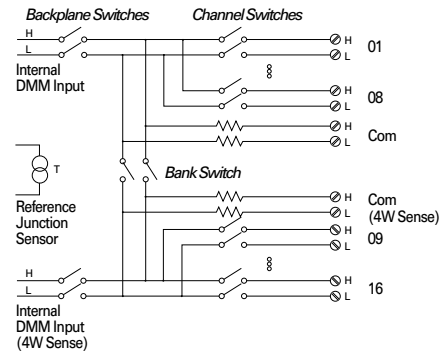 Backplane Switches Channel Switches
H H
L L 01
Internal
DMM Input
H
L 08
H
L Com
T
Bank Switch
Reference
Junction
Sensor
H Com
L (4W Sense)
H
L 09
H H
L L 16
Internal
DMM Input
(4W Sense)